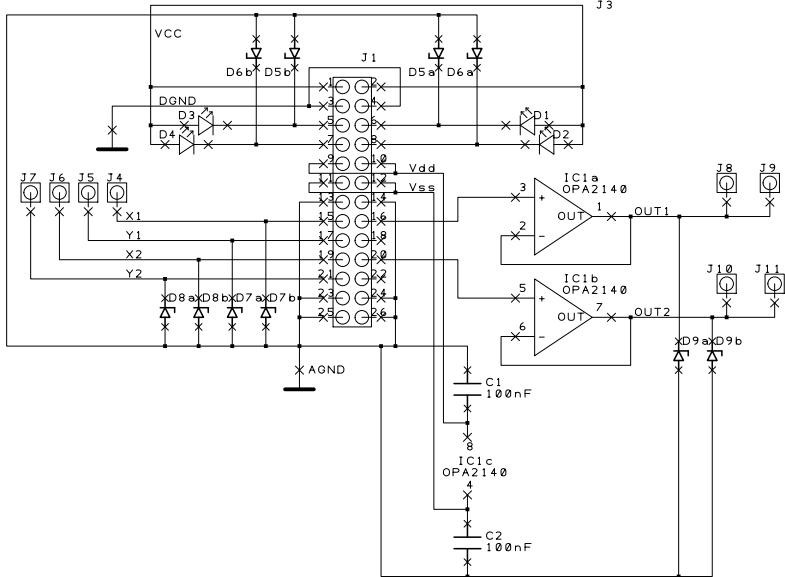 J3
VCC
J1
D6b D5b D5a D6a
1 2
DGND
3 4
D3 D1
5 6
D4 D2
7 8
9 10
Vdd
11 12
Vss
13 14
J7 J6 J5 J4
X1
15 16
Y1
17 18
X2
19 20
Y2
21 22
D8a D8b D7a D7b
23 24
25 26
AGND
J8 J9
IC1a
OPA2140
3 + OUT 1 OUT1
2 -
J10 J11
IC1b
OPA2140
5 + OUT 7 OUT2
6 -
D9a D9b
C1
100nF
8
IC1c
OPA2140
4
C2
100nF